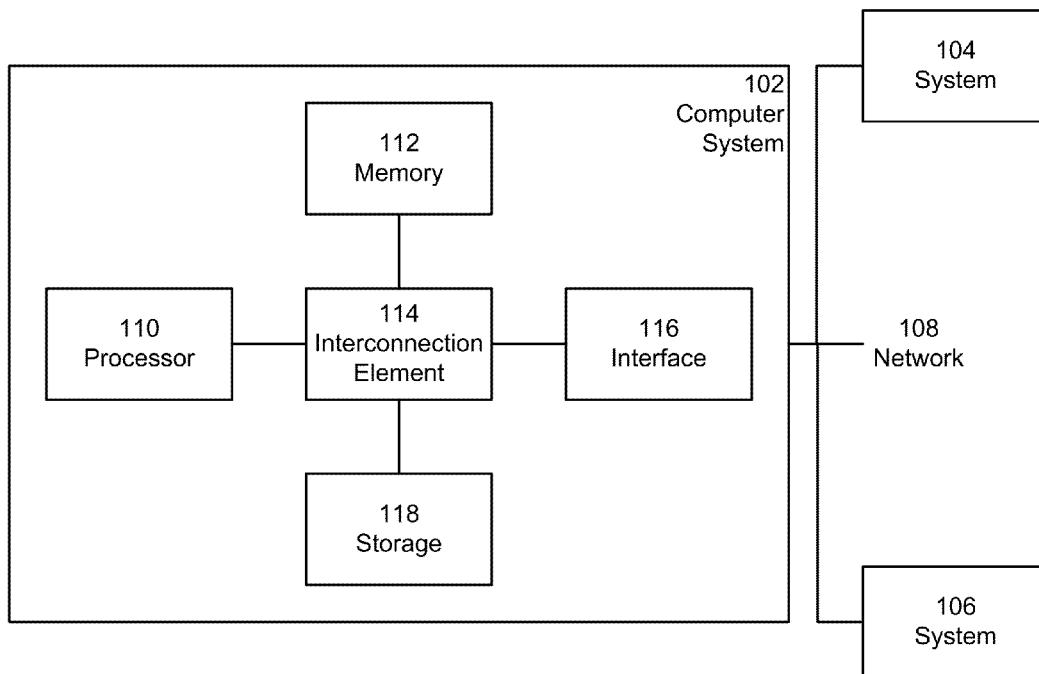 104
System
102
Computer
System
112
Memory
110
Processor
114
Interconnection
Element
116
Interface
108
Network
118
Storage
106
System